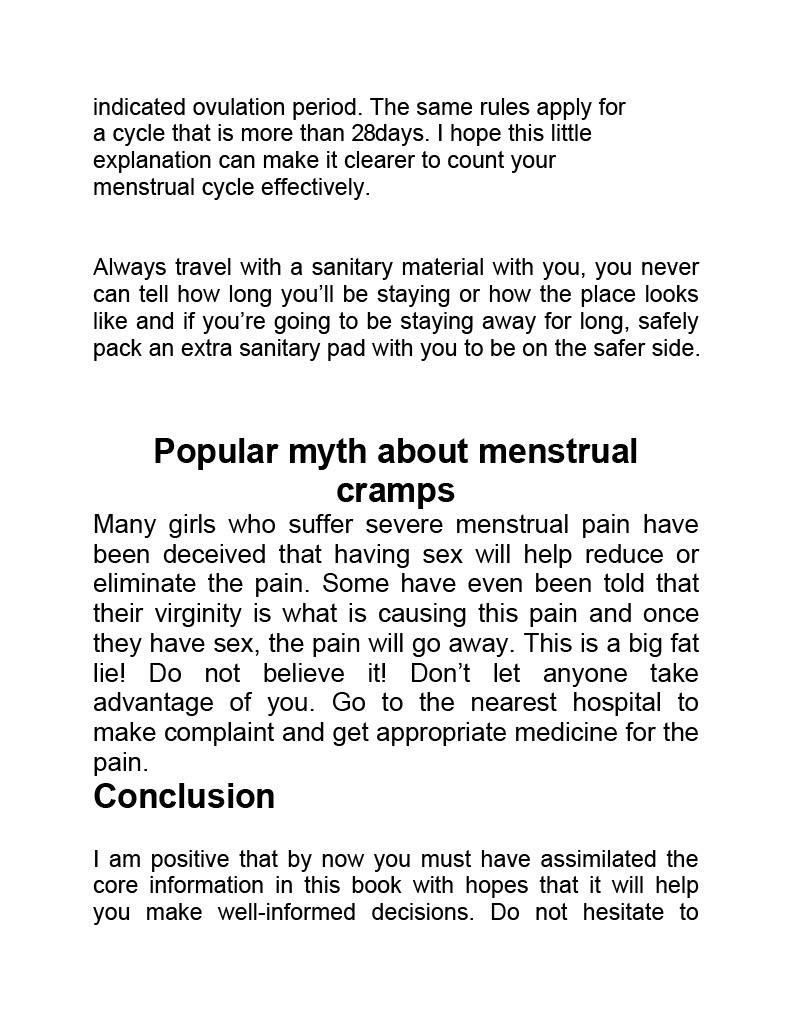 indicated ovulation period. The same rules apply for
a cycle that is more than 28days. I hope this little
explanation can make it clearer to count your
menstrual cycle effectively.
Always travel with a sanitary material with you, you never
can tell how long you’ll be staying or how the place looks
like and if you’re going to be staying away for long, safely
pack an extra sanitary pad with you to be on the safer side.
Popular myth about menstrual
cramps
Many girls who suffer severe menstrual pain have
been deceived that having sex will help reduce or
eliminate the pain. Some have even been told that
their virginity is what is causing this pain and once
they have sex, the pain will go away. This is a big fat
lie! Do not believe it! Don’t let anyone take
advantage of you. Go to the nearest hospital to
make complaint and get appropriate medicine for the
pain.
Conclusion
I am positive that by now you must have assimilated the
core information in this book with hopes that it will help
you make well-informed decisions. Do not hesitate to